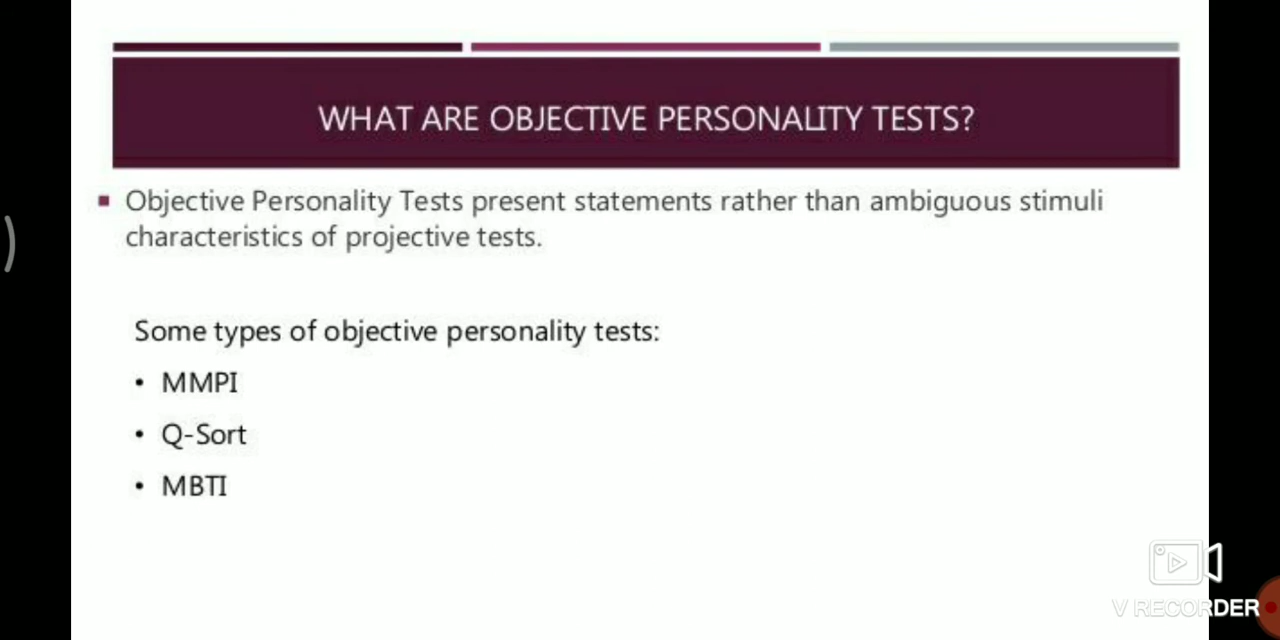 WHAT ARE OBJECTIVE PERSONALITY TESTS?
▪ Objective Personality Tests present statements rather than ambiguous stimuli
characteristics of projective tests.
Some types of objective personality tests:
• MMPI
• Q-Sort
• MBTI
V RECORDER